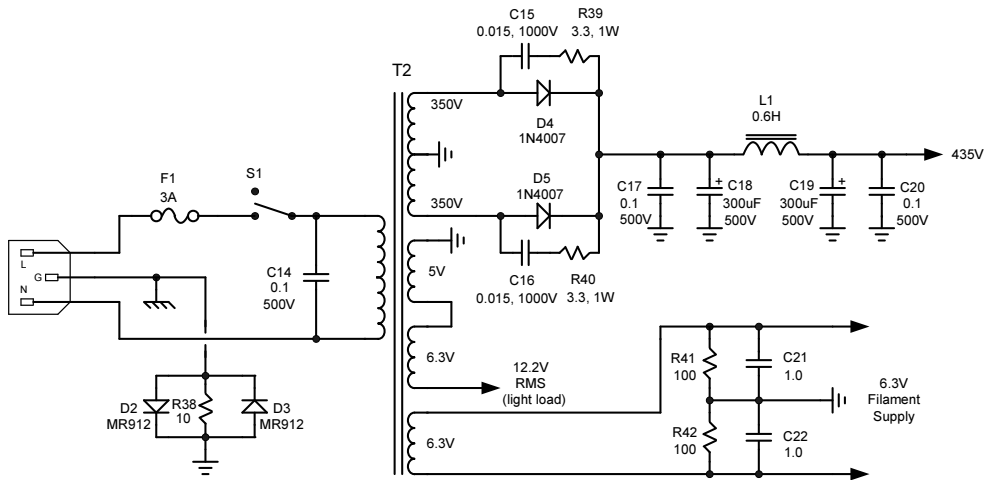 C15
0.015, 1000V
R39
3.3, 1W
T2
350V
D4
1N4007
L1
0.6H
435V
F1
3A
S1
D5
1N4007
350V
C17
0.1
500V
+
C18
300uF
500V
C19
+
300uF
500V
C20
0.1
500V
L
G
N
C14
0.1
500V
5V
C16
0.015, 1000V
R40
3.3, 1W
6.3V
12.2V
RMS
(light load)
R41
100
C21
1.0
6.3V
Filament
Supply
D2
MR912
R38
10
D3
MR912
6.3V
R42
100
C22
1.0